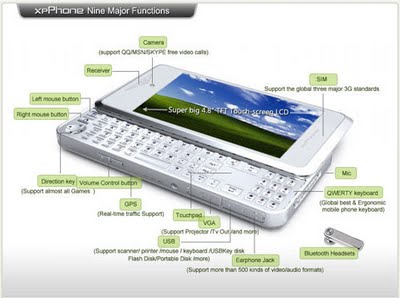 xpPhone Nine Major Functions
Camera
(support QQ/MSN/SKYPE free video calls)
Receiver
SIM
Support the global three major 3G standards
Left mouse button
Right mouse button
Super big 4.8" TFT Touch-screen LCD
Mic
Direction key
(Support almost all Games )
Volume Control button
QWERTY keyboard
(Global best & Ergonomic
mobile phone keyboard)
GPS
(Real-time traffic Support)
Touchpad
VGA
(Support Projector /Tv Out /and more)
USB
(Support scanner/ printer /mouse / keyboard /USBKey disk
Flash Disk/Portable Disk /more)
Earphone Jack
(Support more than 500 kinds of video/audio formats)
Bluetooth Headsets